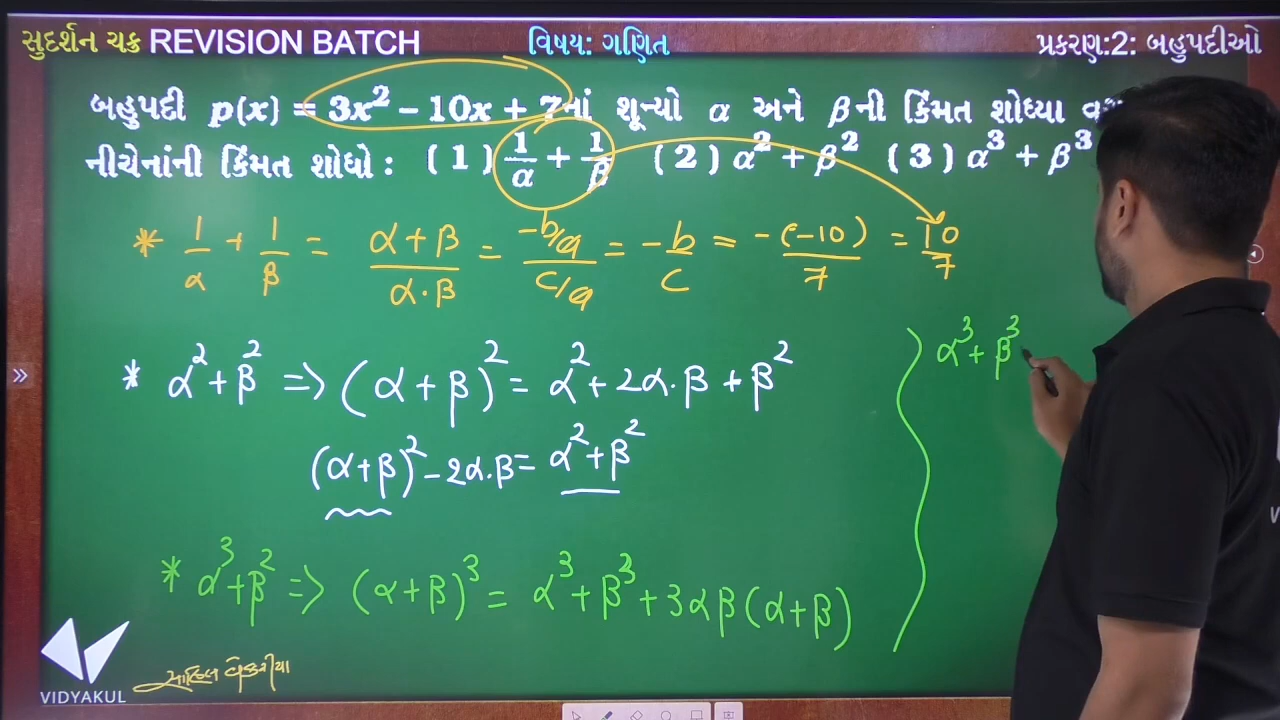 સુદર્શન ચક્ર REVISION BATCH
વિષય: ગણિત
પ્રકરણ:2: બહુપદીઓ
બહુપદી p(x) = 3x² − 10x + 7નાં શૂન્યો α અને βની કિંમત શોધ્યા
નીચેનાંની કિંમત શોધો : (1) 1/α + 1/β (2) α² + β² (3) α³ + β³
* 1/α + 1/β = (α+β)/(α·β) = (-b/a)/(c/a) = -b/c = -(-10)/7 = 10/7
* α² + β² => (α + β)² = α² + 2α·β + β²
(α+β)² - 2α·β = α² + β²
* α³+β² => (α+β)³ = α³ + β³ + 3αβ(α+β)
α³ + β³
VIDYAKUL